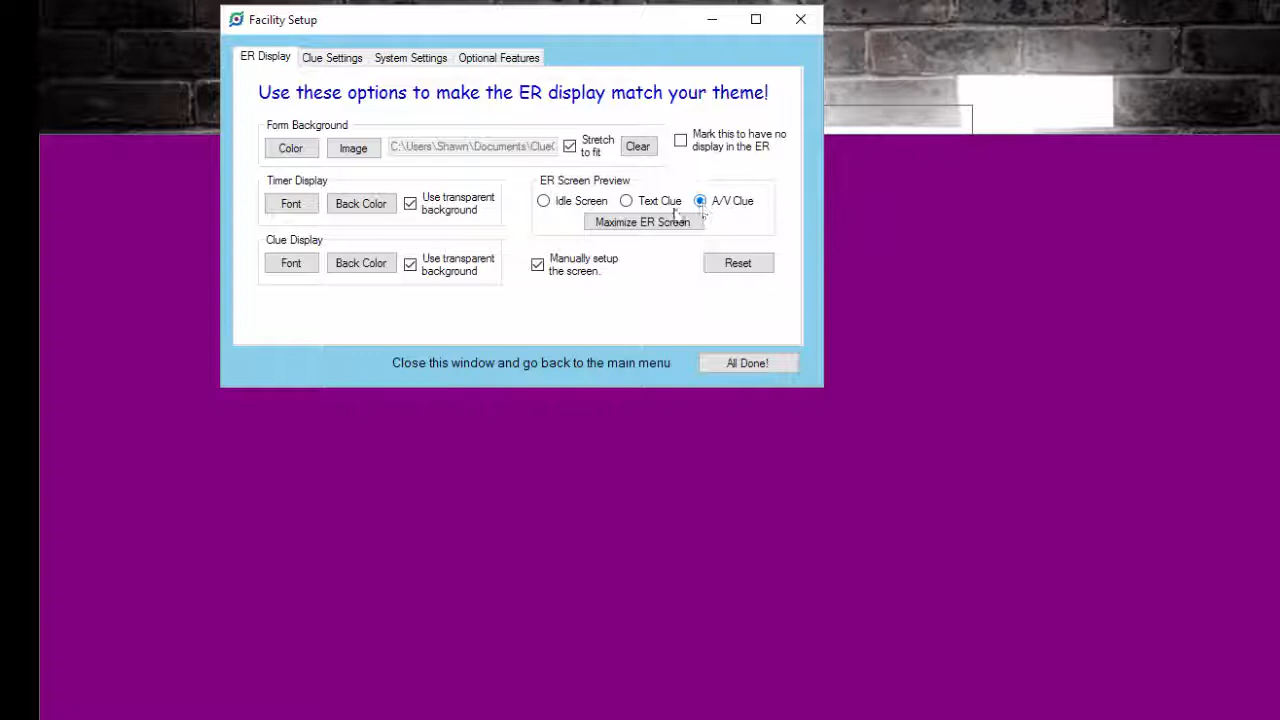 Facility Setup
ER Display Clue Settings System Settings Optional Features
Use these options to make the ER display match your theme!
Form Background
Color Image C:\Users\Shawn\Documents\Clue Stretch to fit Clear
Mark this to have no
display in the ER
Timer Display
Font Back Color Use transparent
background
ER Screen Preview
Idle Screen Text Clue A/V Clue
Maximize ER Screen
Clue Display
Font Back Color Use transparent
background
Manually setup
the screen.
Reset
Close this window and go back to the main menu All Done!